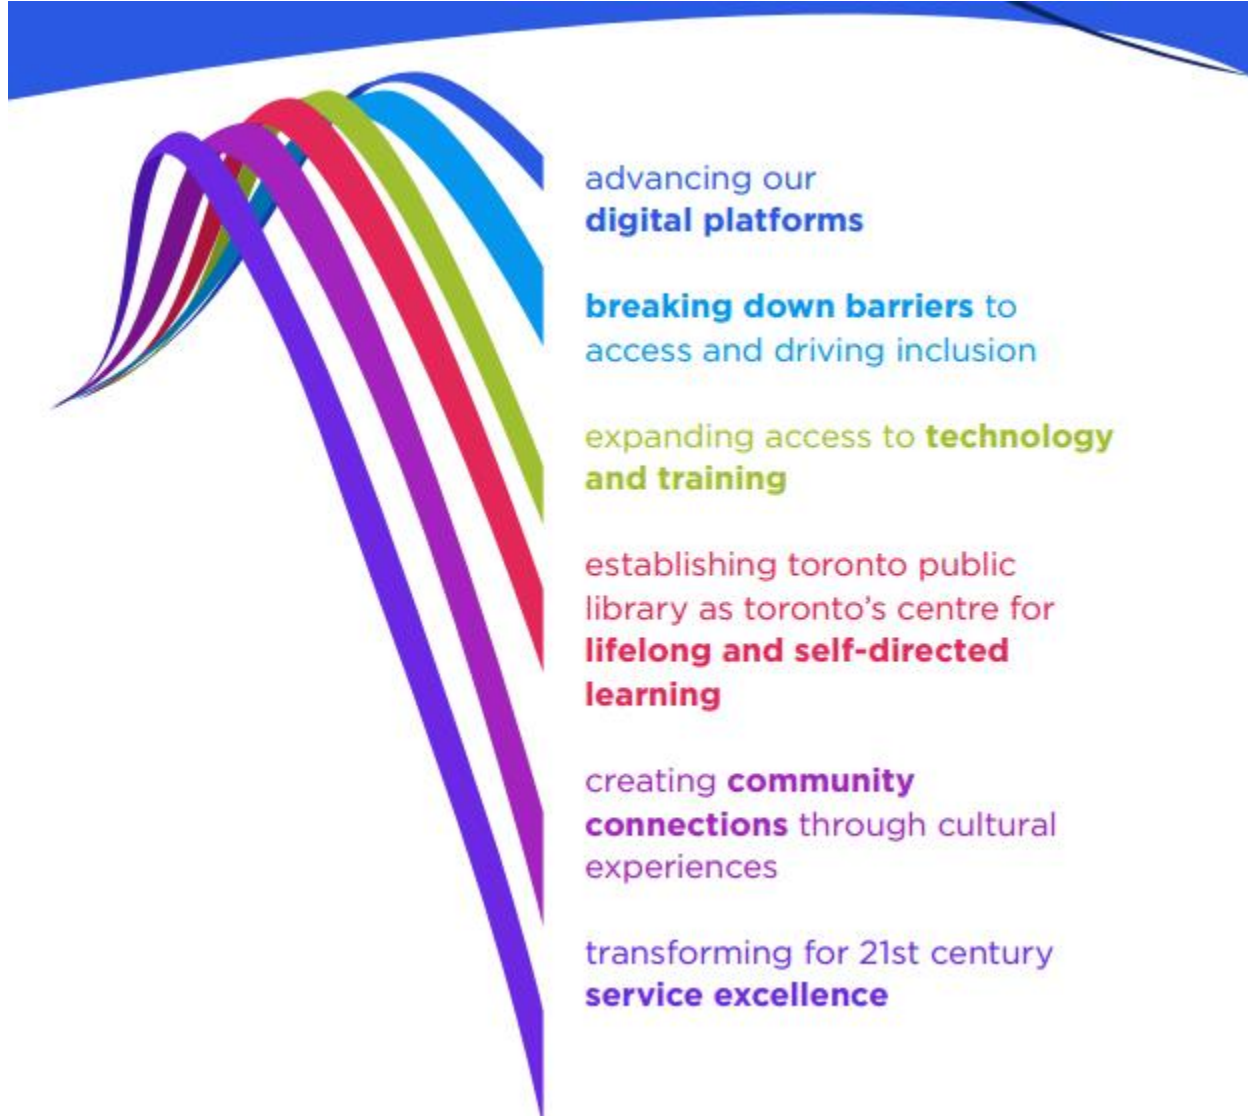 advancing our
digital platforms
breaking down barriers to
access and driving inclusion
expanding access to technology
and training
establishing toronto public
library as toronto’s centre for
lifelong and self-directed
learning
creating community
connections through cultural
experiences
transforming for 21st century
service excellence